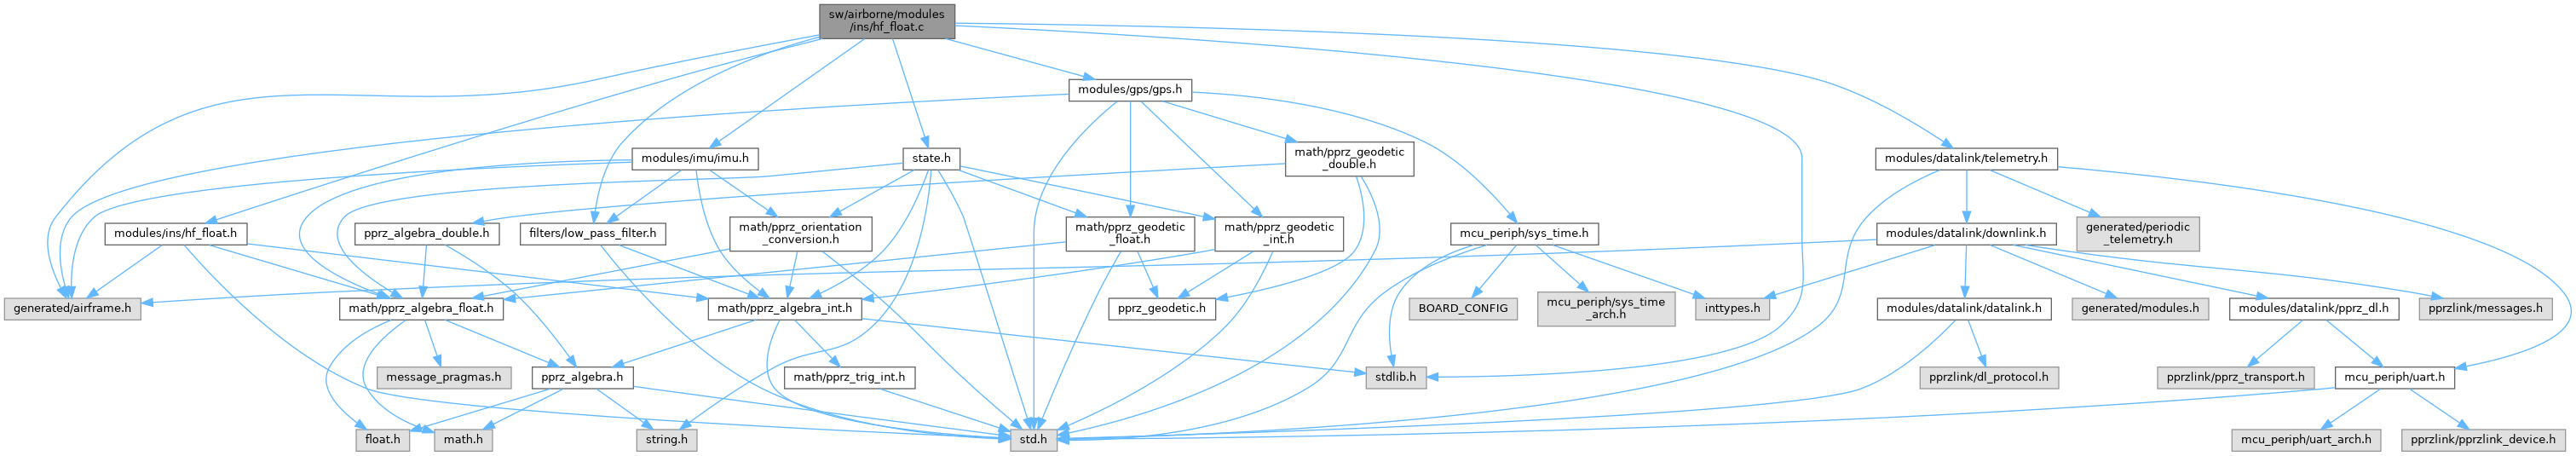 sw/airborne/modules
/ins/hf_float.c
modules/gps/gps.h
modules/imu/imu.h
state.h
math/pprz_geodetic
_double.h
modules/datalink/telemetry.h
modules/ins/hf_float.h
pprz_algebra_double.h
filters/low_pass_filter.h
math/pprz_orientation
_conversion.h
math/pprz_geodetic
_float.h
math/pprz_geodetic
_int.h
mcu_periph/sys_time.h
modules/datalink/downlink.h
generated/periodic
_telemetry.h
generated/airframe.h
math/pprz_algebra_float.h
math/pprz_algebra_int.h
pprz_geodetic.h
BOARD_CONFIG
mcu_periph/sys_time
_arch.h
inttypes.h
modules/datalink/datalink.h
generated/modules.h
modules/datalink/pprz_dl.h
pprzlink/messages.h
message_pragmas.h
pprz_algebra.h
math/pprz_trig_int.h
stdlib.h
pprzlink/dl_protocol.h
pprzlink/pprz_transport.h
mcu_periph/uart.h
float.h
math.h
string.h
std.h
mcu_periph/uart_arch.h
pprzlink/pprzlink_device.h